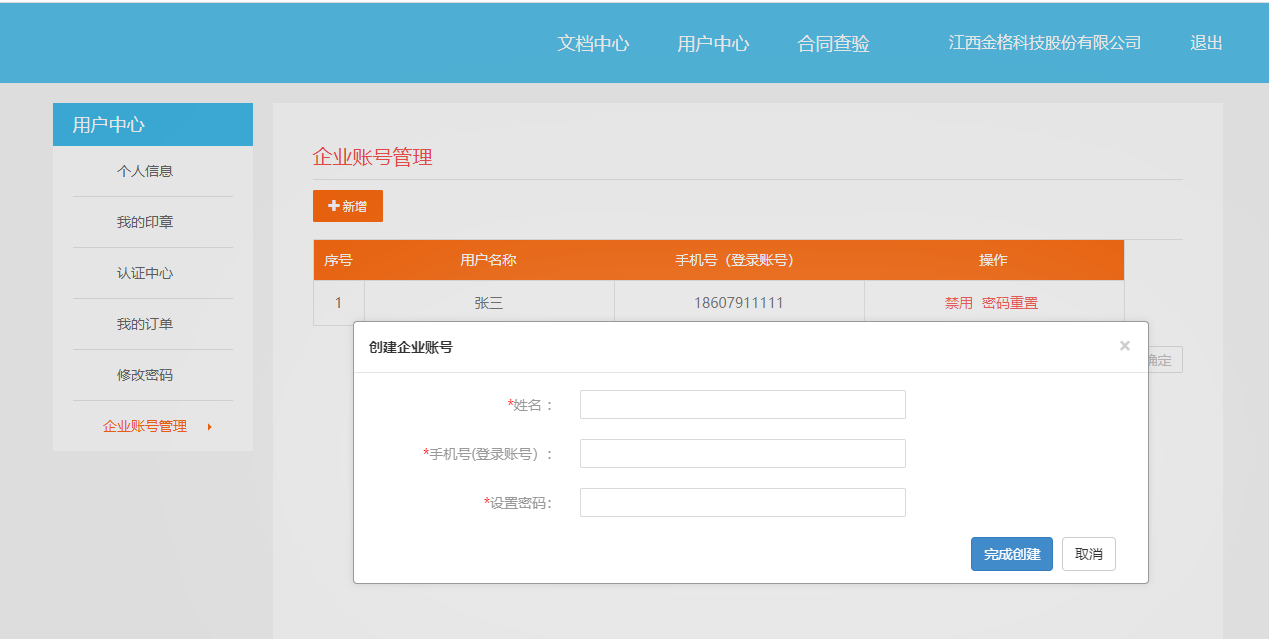 文档中心 用户中心 合同查验 江西金格科技股份有限公司 退出
用户中心
个人信息
我的印章
认证中心
我的订单
修改密码
企业账号管理
企业账号管理
新增
序号 用户名称 手机号（登录账号） 操作
1 张三 18607911111 禁用 密码重置
确定
创建企业账号 ×
*姓名：
*手机号(登录账号）：
*设置密码：
完成创建 取消